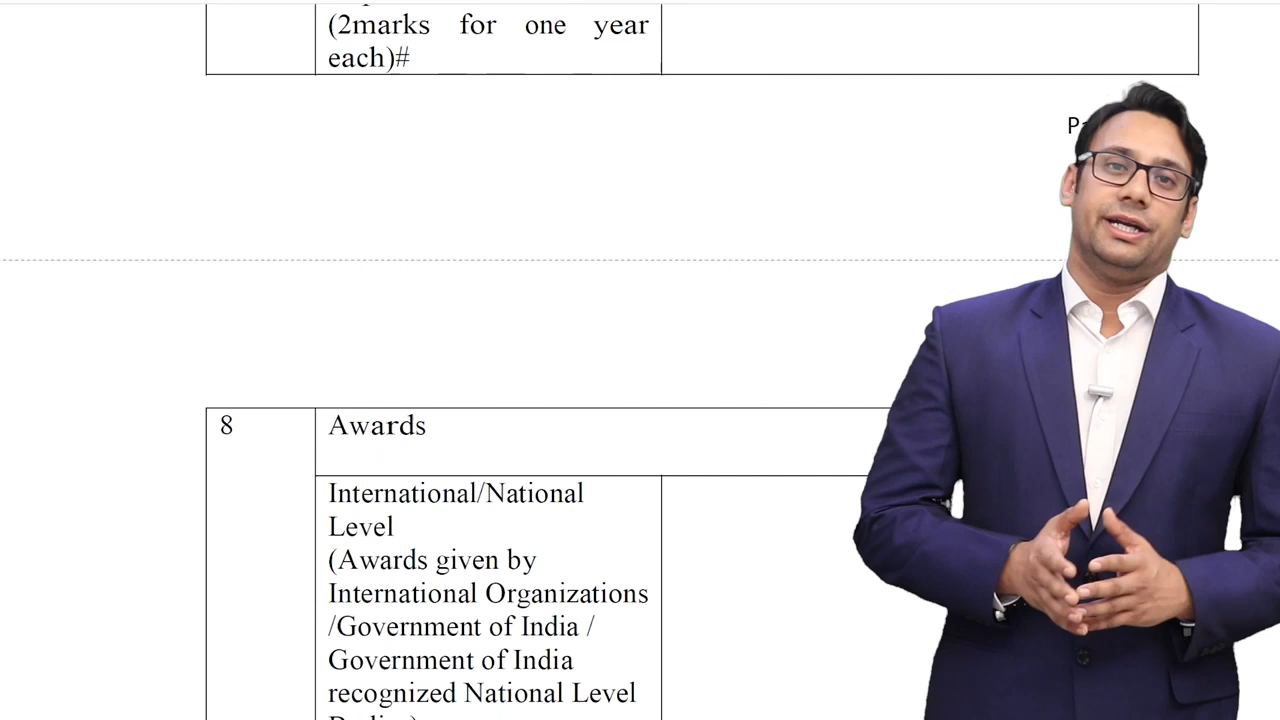 (2marks for one year
each)#
8
Awards
International/National
Level
(Awards given by
International Organizations
/Government of India /
Government of India
recognized National Level